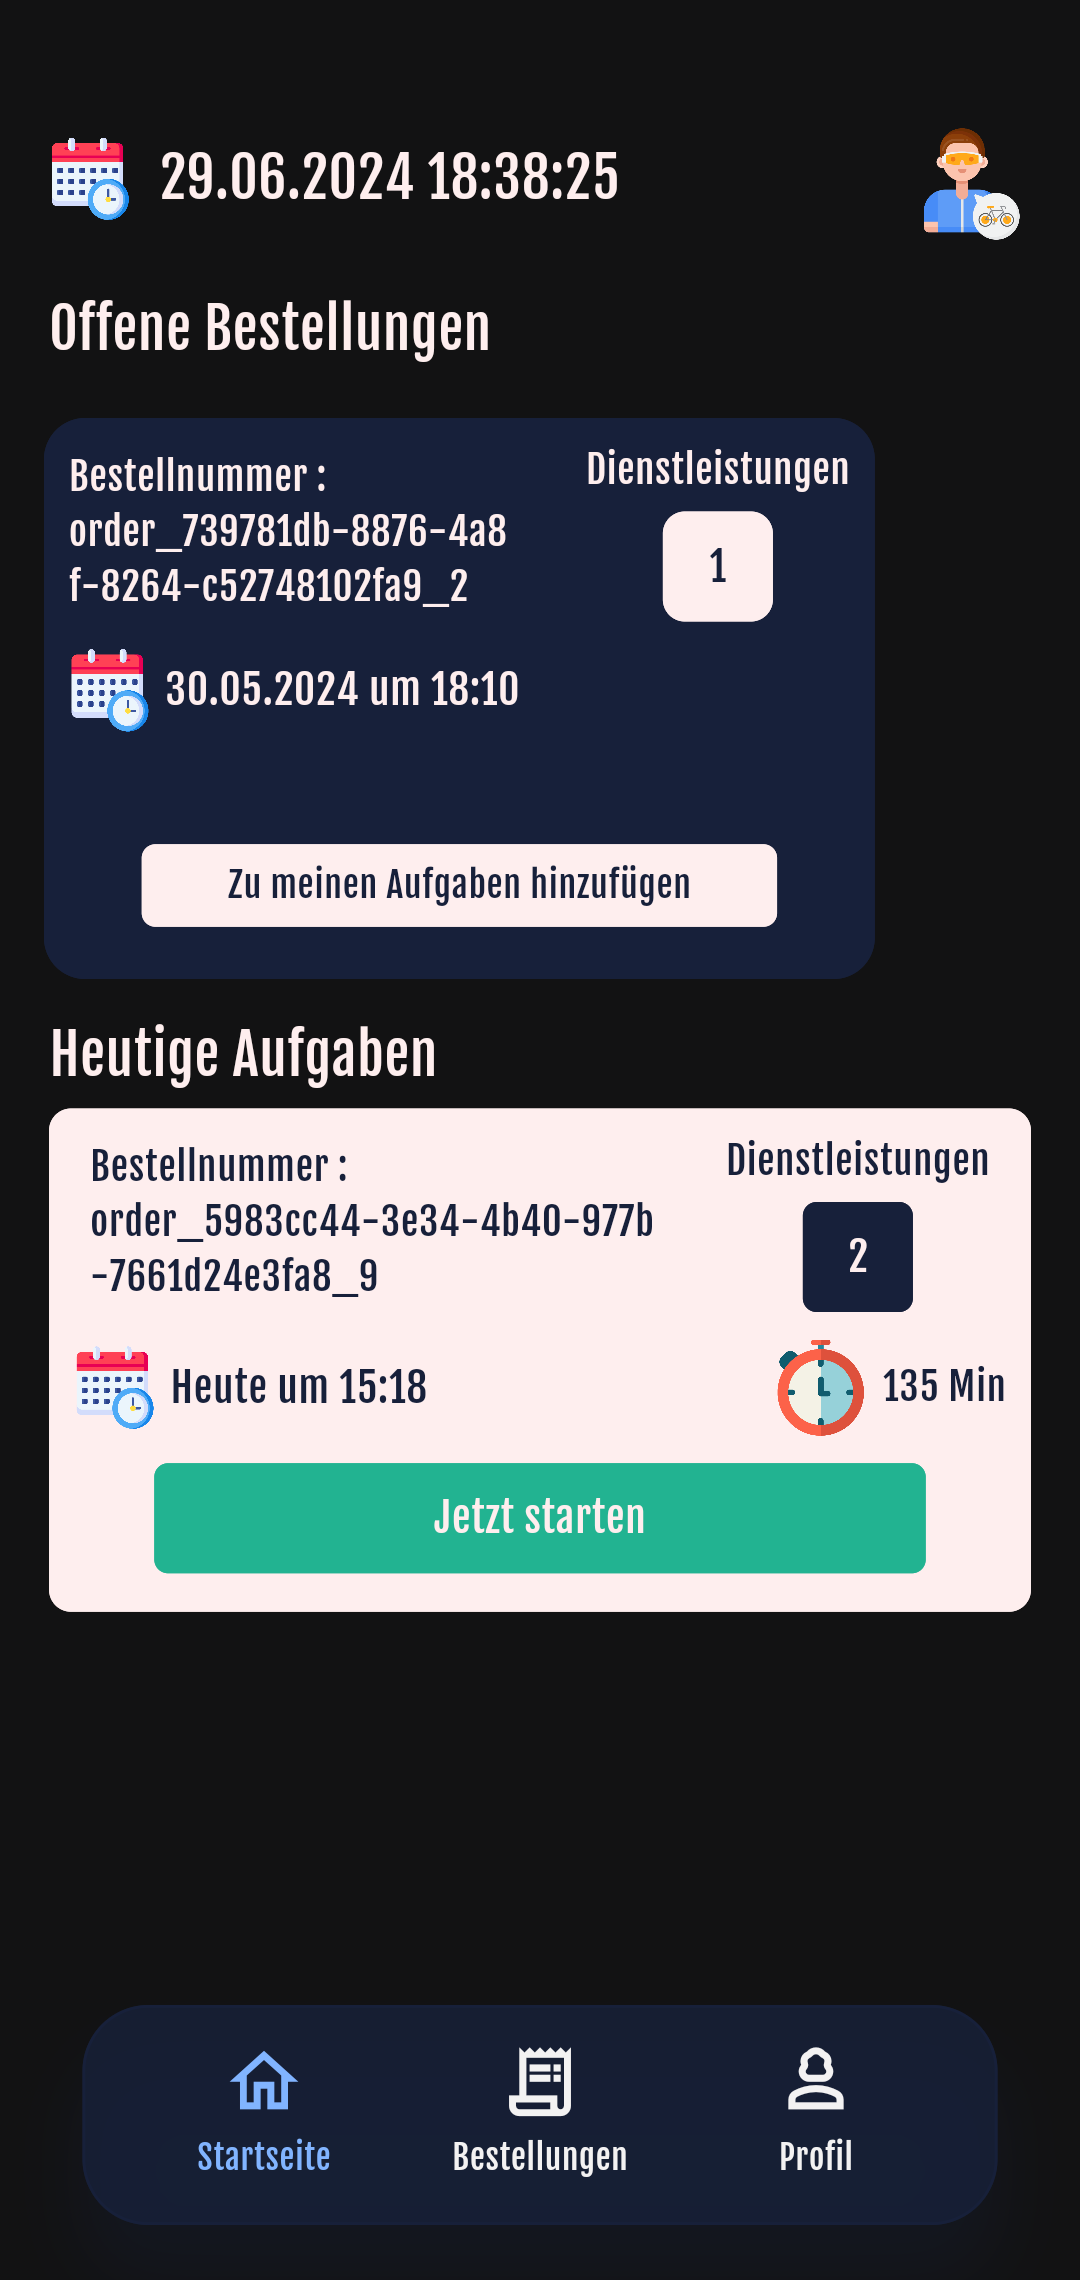 29.06.2024 18:38:25
Offene Bestellungen
Bestellnummer :
order_739781db-8876-4a8
f-8264-c52748102fa9_2
Dienstleistungen
1
30.05.2024 um 18:10
Zu meinen Aufgaben hinzufügen
Heutige Aufgaben
Bestellnummer :
order_5983cc44-3e34-4b40-977b
-7661d24e3fa8_9
Dienstleistungen
2
Heute um 15:18
135 Min
Jetzt starten
Startseite
Bestellungen
Profil